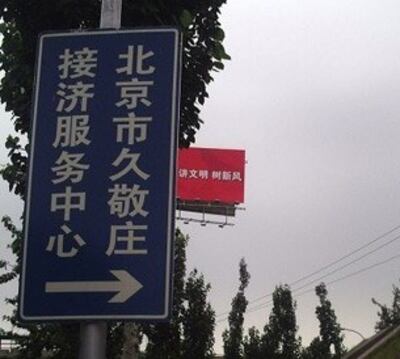 北京市久敬庄
接济服务中心
讲文明 树新风